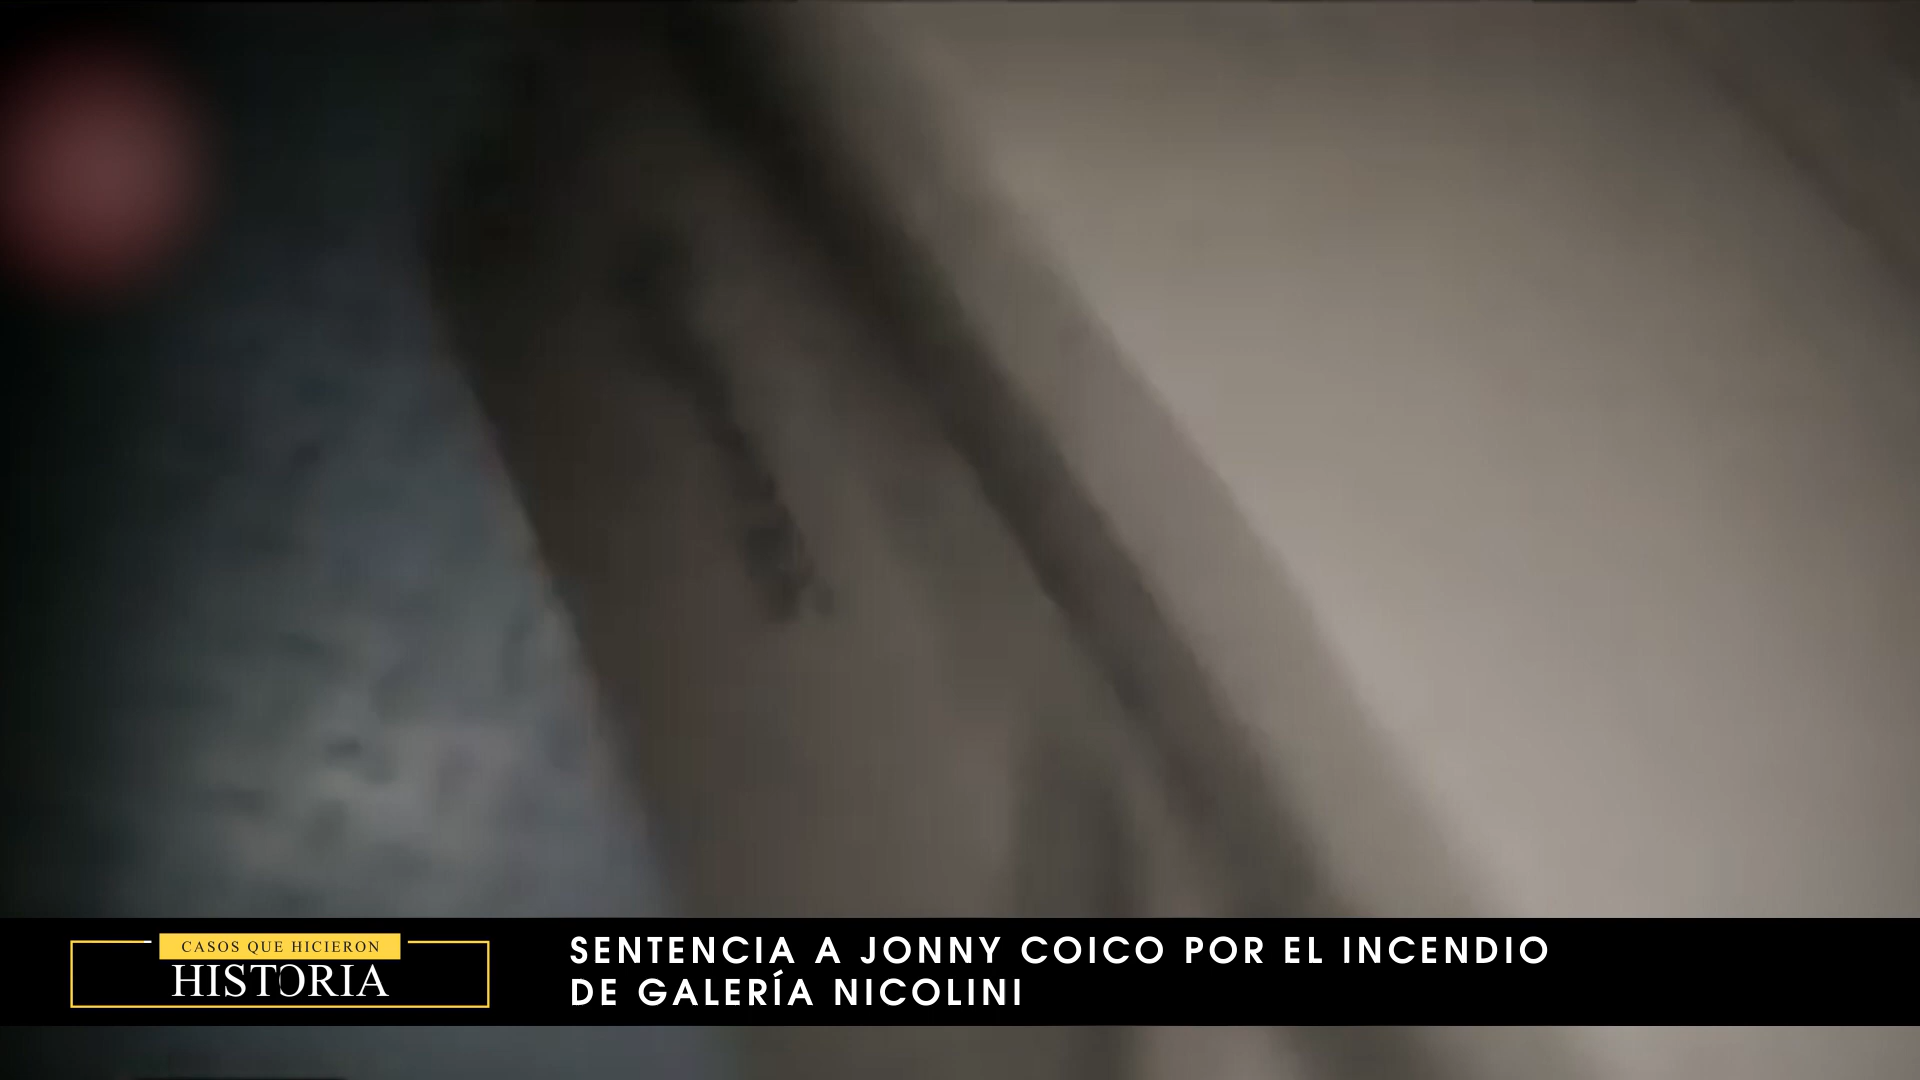 CASOS QUE HICIERON
HISTORIA
SENTENCIA A JONNY COICO POR EL INCENDIO
DE GALERÍA NICOLINI